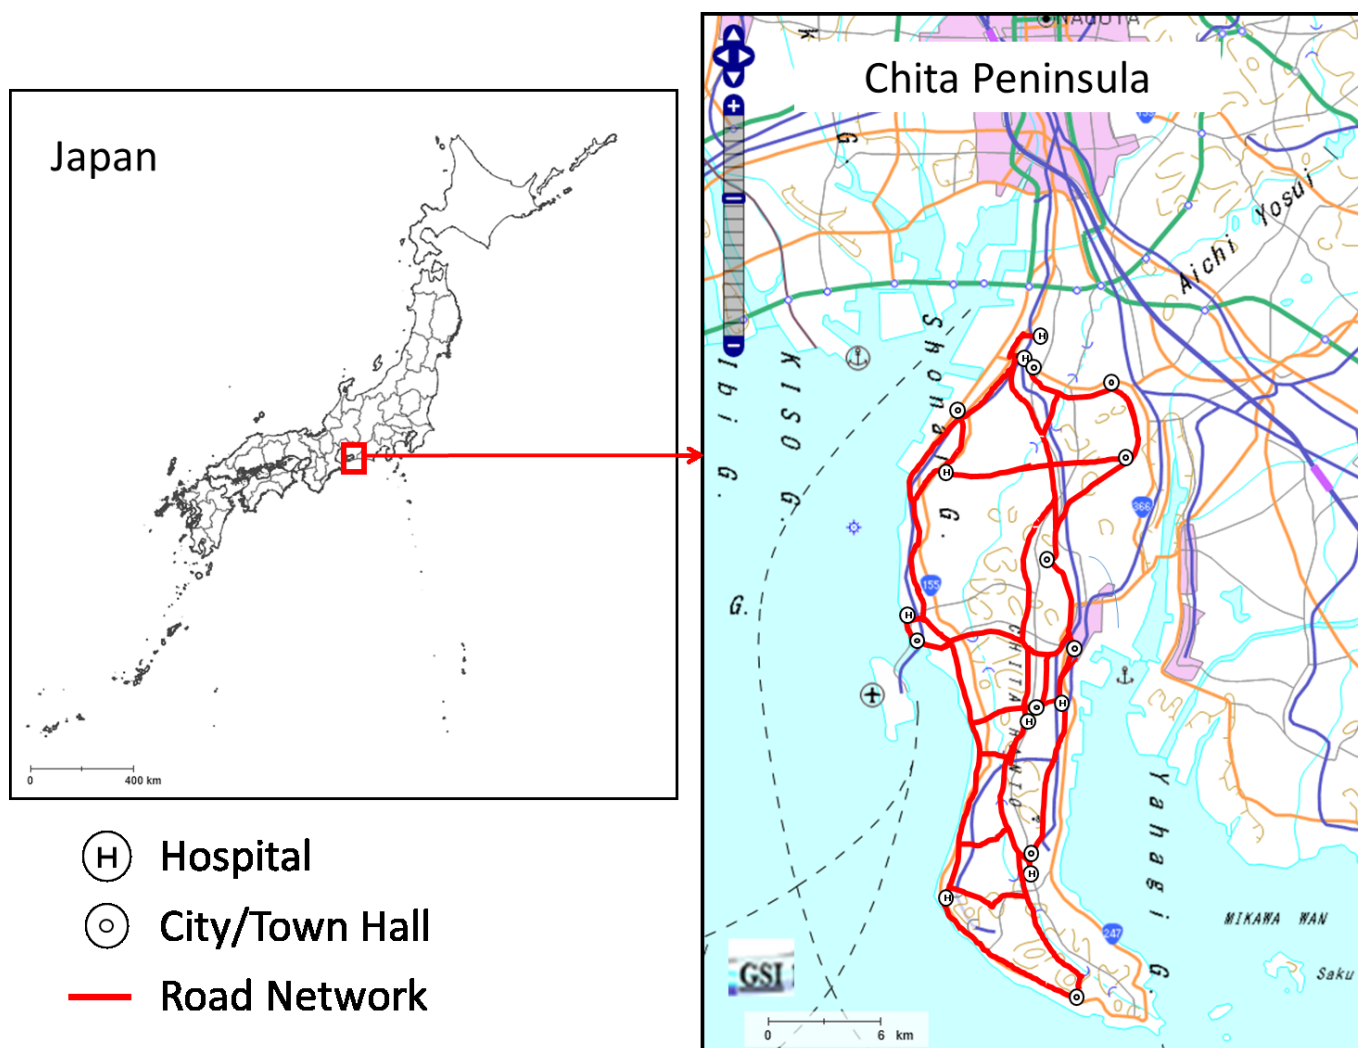 Japan
0 400 km
H Hospital
City/Town Hall
Road Network
NAGOYA
Chita Peninsula
K
G.
Aichi Yosui
Shonai G.
KISO G.
Ibi G.
G.
155
366
CHITA HANTO
Yahagi G.
247
MIKAWA WAN
Saku
GSI
0 6 km
H
H
H
H
H
H
H
H